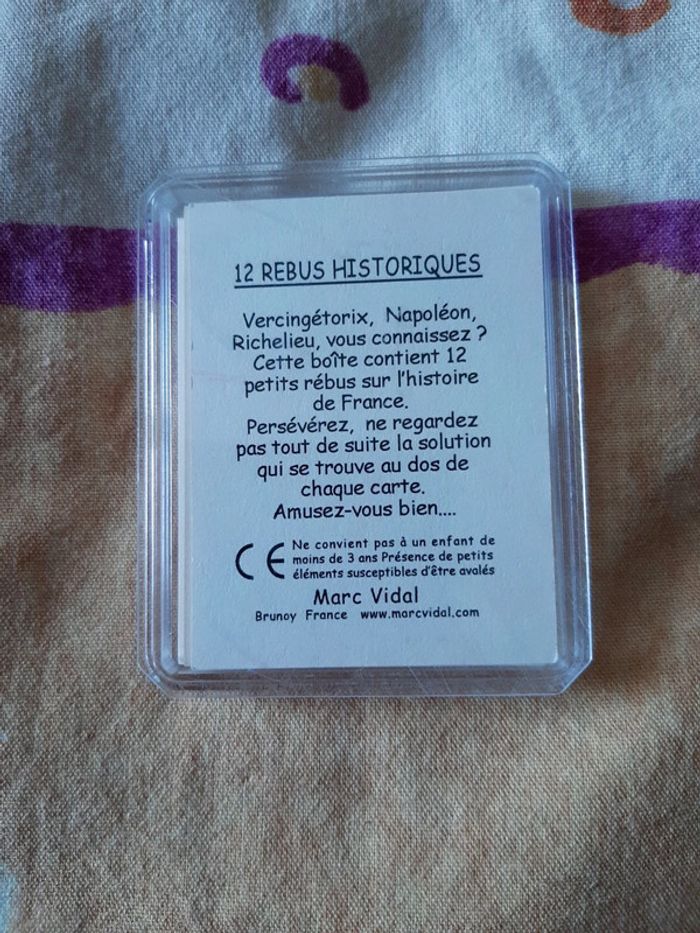 12 REBUS HISTORIQUES
Vercingétorix, Napoléon,
Richelieu, vous connaissez ?
Cette boîte contient 12
petits rébus sur l'histoire
de France.
Persévérez, ne regardez
pas tout de suite la solution
qui se trouve au dos de
chaque carte.
Amusez-vous bien....
CE Ne convient pas à un enfant de
moins de 3 ans Présence de petits
éléments susceptibles d'être avalés
Marc Vidal
Brunoy France www.marcvidal.com